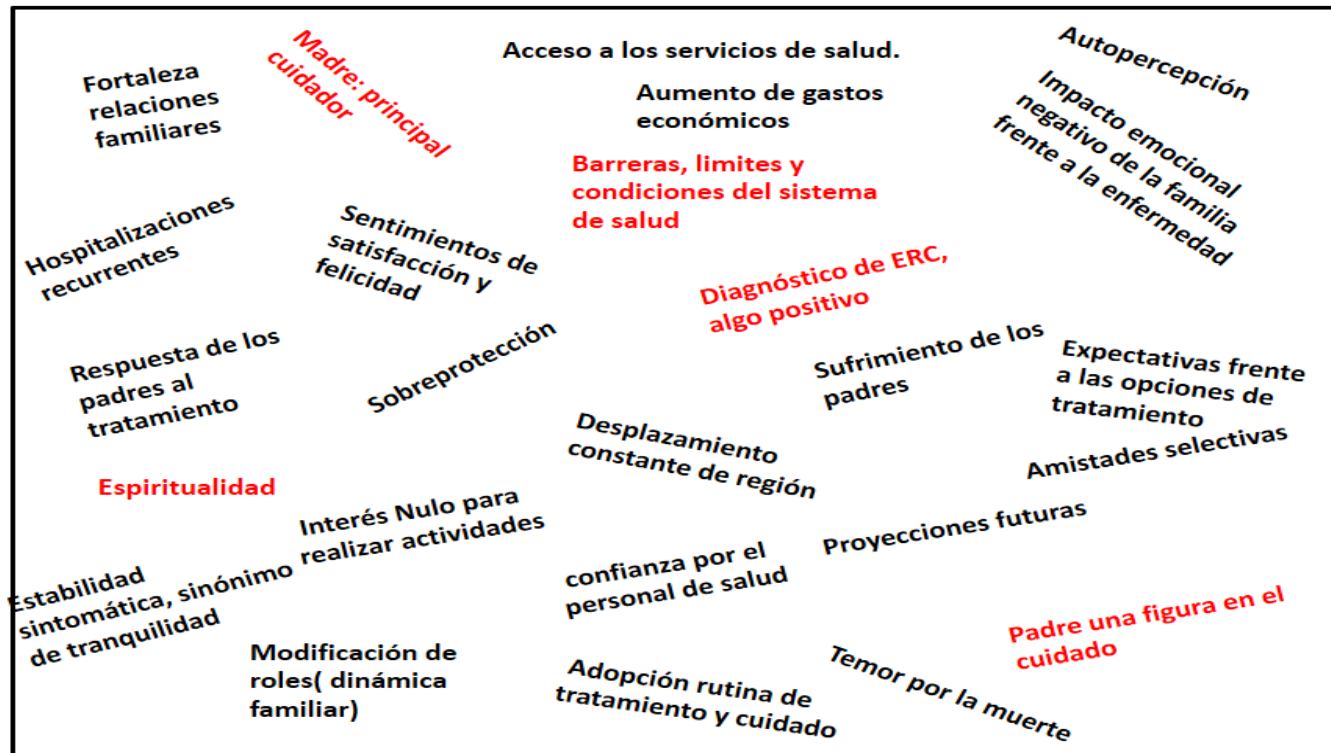 Fortaleza
relaciones
familiares
Madre: principal
cuidador
Acceso a los servicios de salud.
Aumento de gastos
económicos
Barreras, limites y
condiciones del sistema
de salud
Autopercepción
Impacto emocional
negativo de la familia
frente a la enfermedad
Hospitalizaciones
recurrentes
Sentimientos de
satisfacción y
felicidad
Diagnóstico de ERC,
algo positivo
Respuesta de los
padres al
tratamiento
Sobreprotección
Sufrimiento de los
padres
Expectativas frente
a las opciones de
tratamiento
Desplazamiento
constante de región
Amistades selectivas
Espiritualidad
Interés Nulo para
realizar actividades
Proyecciones futuras
Estabilidad
sintomática, sinónimo
de tranquilidad
confianza por el
personal de salud
Padre una figura en el
cuidado
Modificación de
roles( dinámica
familiar)
Adopción rutina de
tratamiento y cuidado
Temor por la muerte